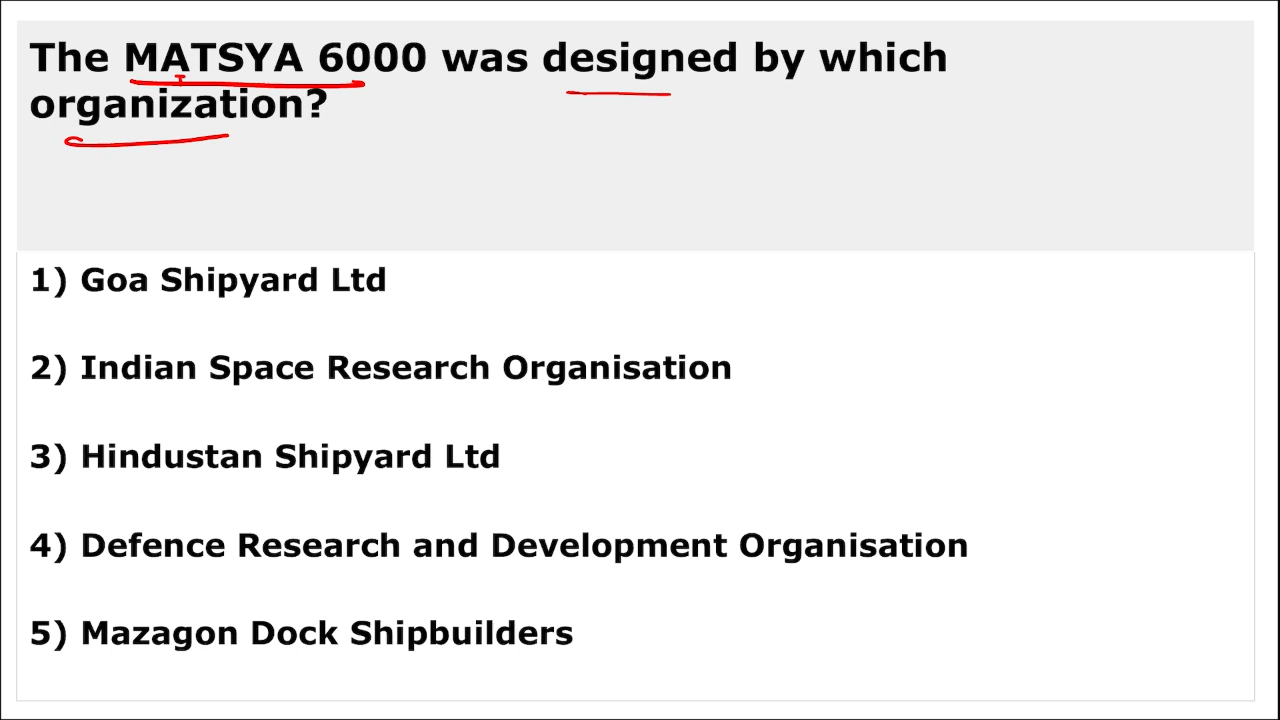 The MATSYA 6000 was designed by which
organization?
1) Goa Shipyard Ltd
2) Indian Space Research Organisation
3) Hindustan Shipyard Ltd
4) Defence Research and Development Organisation
5) Mazagon Dock Shipbuilders